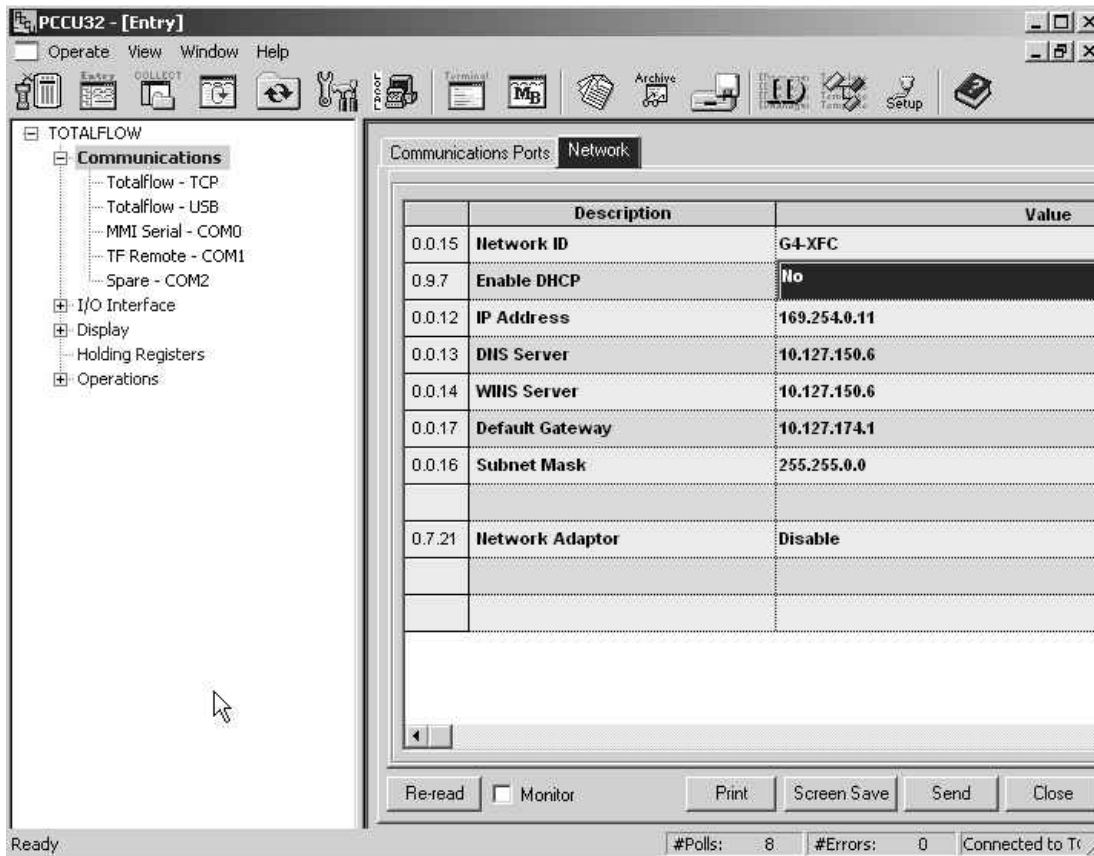 PCCU32 - [Entry]
Operate View Window Help
Entry
COLLECT
LOOP
Terminal
MB
Archive
Setup
TOTALFLOW
Communications
Totalflow - TCP
Totalflow - USB
MMI Serial - COM0
TF Remote - COM1
Spare - COM2
I/O Interface
Display
Holding Registers
Operations
Communications Ports Network
Description Value
0.0.15 Network ID G4-XFC
0.9.7 Enable DHCP No
0.0.12 IP Address 169.254.0.11
0.0.13 DNS Server 10.127.150.6
0.0.14 WINS Server 10.127.150.6
0.0.17 Default Gateway 10.127.174.1
0.0.16 Subnet Mask 255.255.0.0
0.7.21 Network Adaptor Disable
Re-read Monitor Print Screen Save Send Close
Ready #Polls: 8 #Errors: 0 Connected to